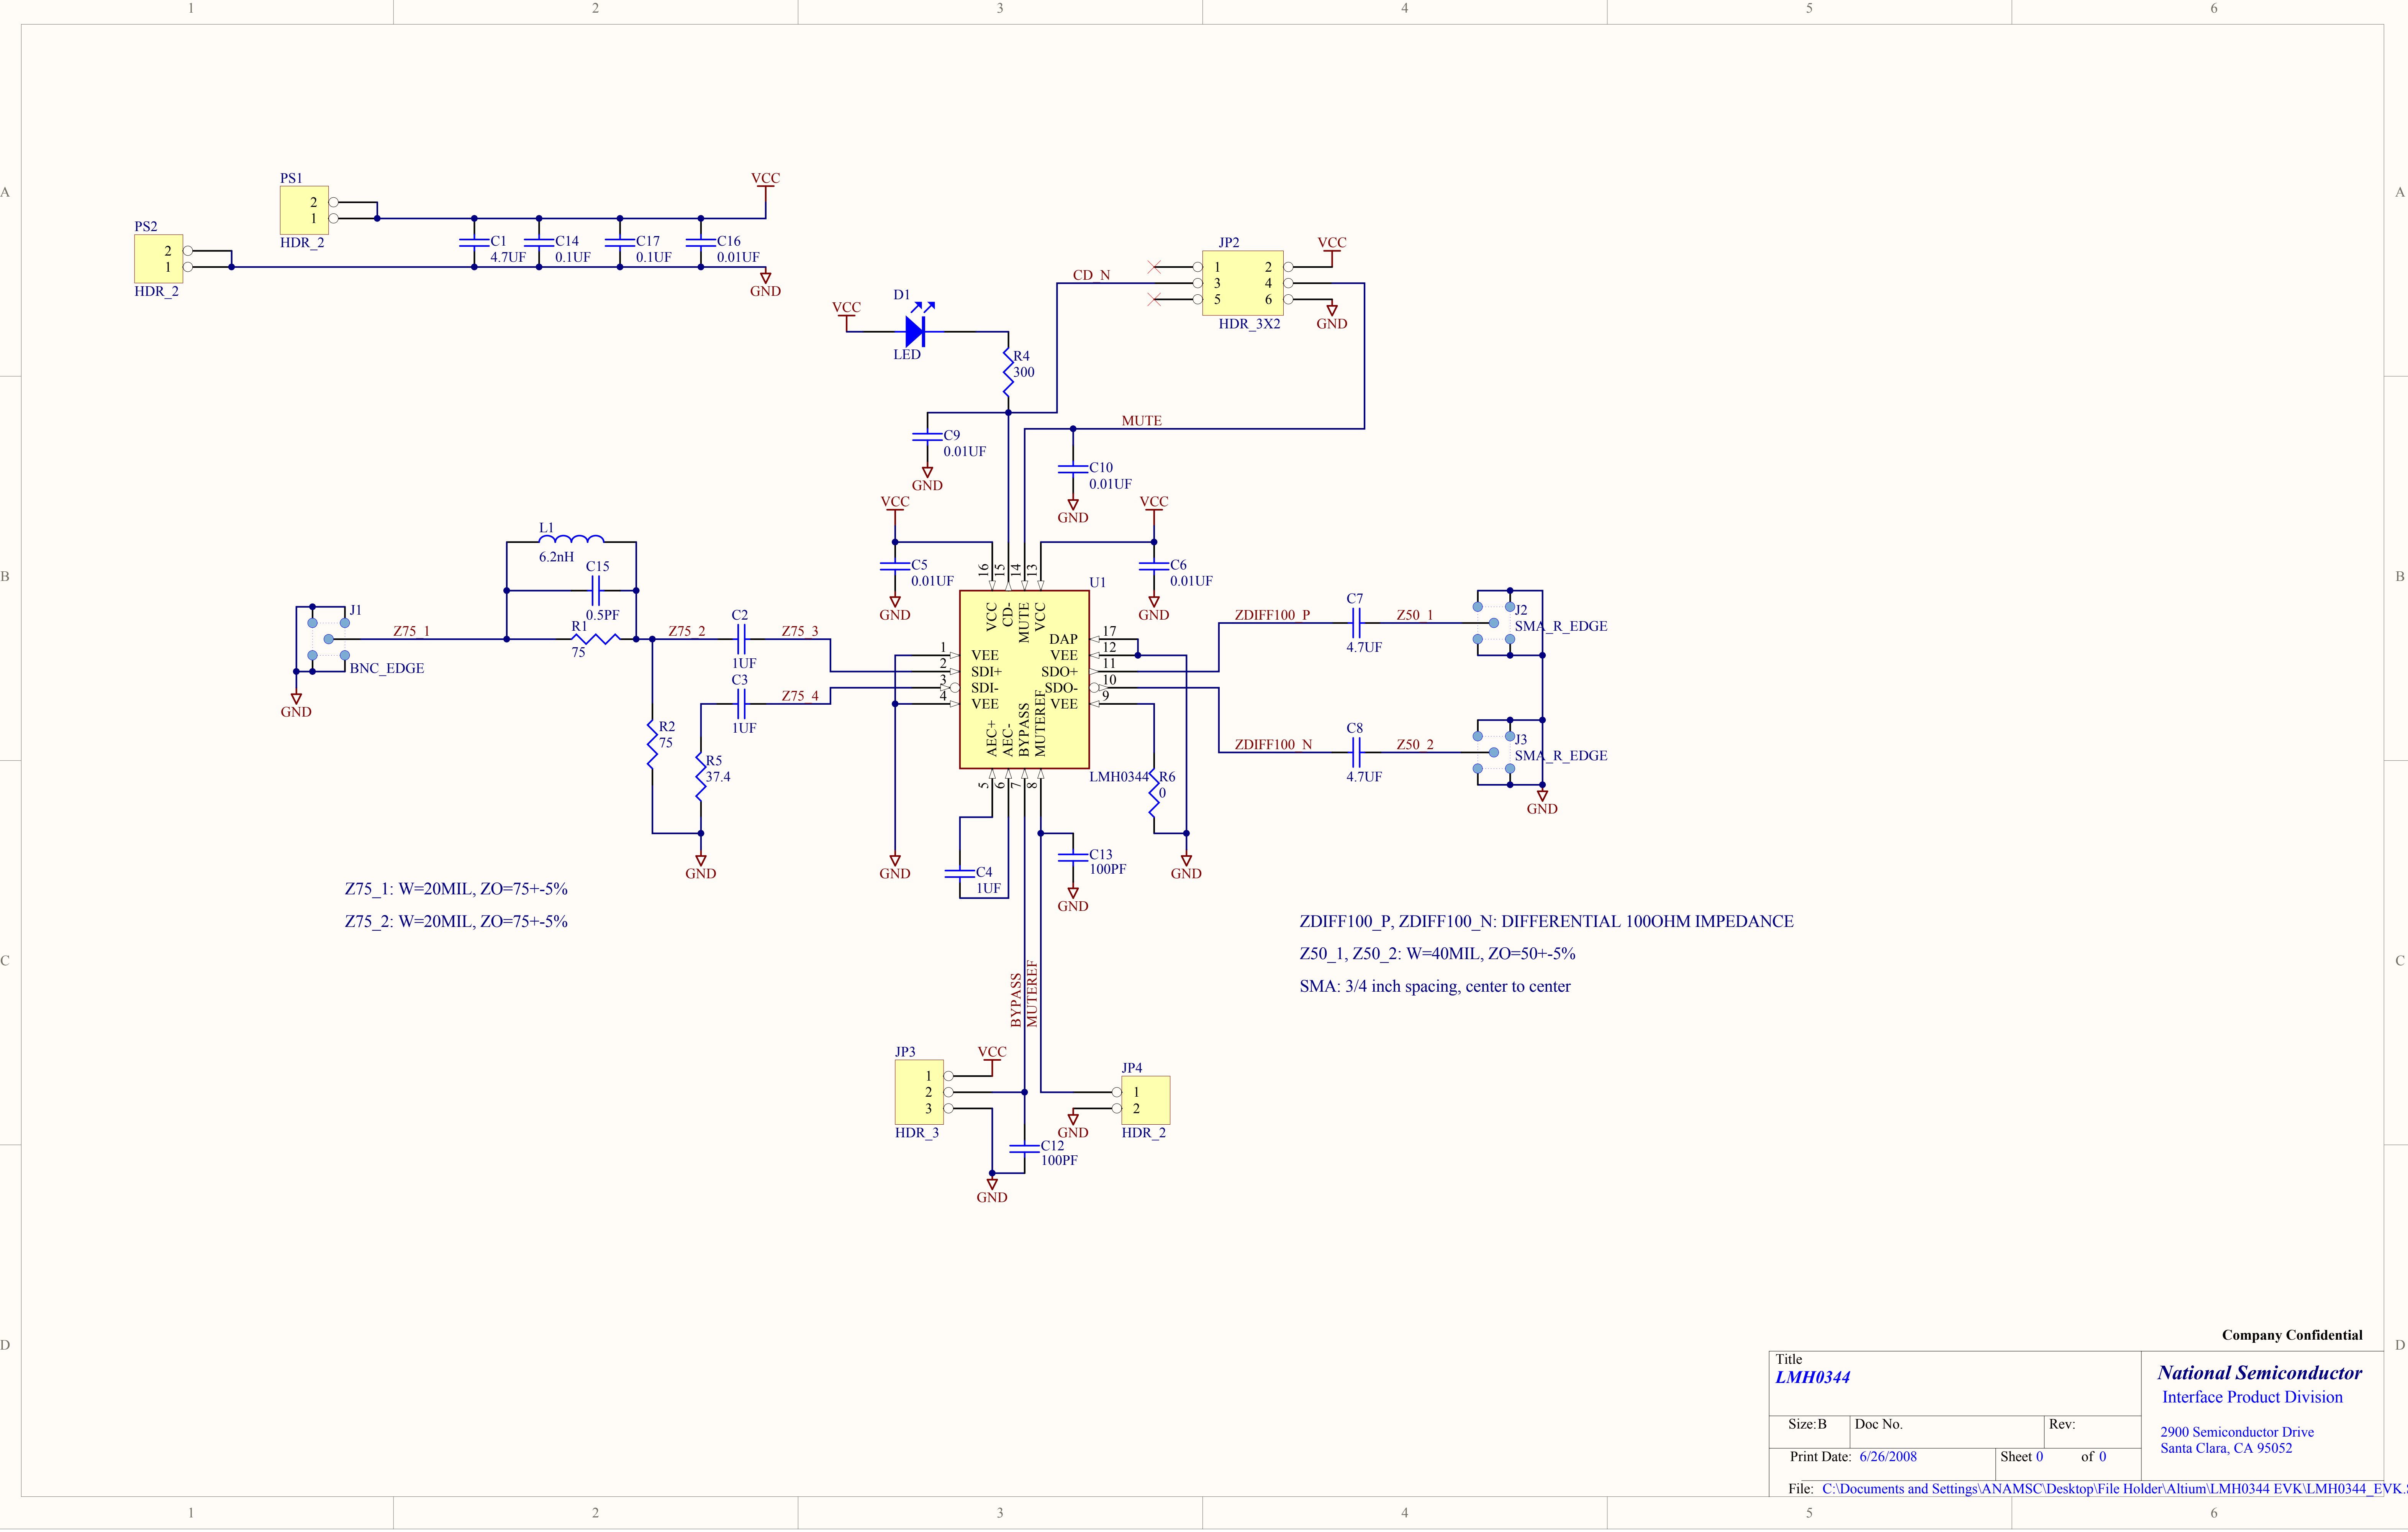 1 2 3 4 5 6
A A
PS1
2
1
HDR_2
VCC
PS2
2
1
HDR_2
C1
4.7UF
C14
0.1UF
C17
0.1UF
C16
0.01UF
GND
JP2
VCC
1 2
3 4
5 6
HDR_3X2
GND
CD_N
D1
VCC
LED
R4
300
MUTE
C9
0.01UF
GND
C10
0.01UF
GND
VCC
VCC
C5
0.01UF
GND
C6
0.01UF
GND
L1
6.2nH
C15
0.5PF
R1
75
B B
J1
BNC_EDGE
GND
Z75_1
Z75_2
C2
1UF
Z75_3
C3
1UF
Z75_4
R2
75
R5
37.4
GND
U1
16 15 14 13
VCC CD- MUTE VCC
DAP 17
1 VEE VEE 12
2 SDI+ SDO+ 11
3 SDI- SDO- 10
4 VEE VEE 9
AEC+ AEC- BYPASS MUTEREF
5 6 7 8
LMH0344
R6
0
GND
GND
C4
1UF
C13
100PF
GND
ZDIFF100_P
C7
4.7UF
Z50_1
J2
SMA_R_EDGE
ZDIFF100_N
C8
4.7UF
Z50_2
J3
SMA_R_EDGE
GND
Z75_1: W=20MIL, ZO=75+-5%
Z75_2: W=20MIL, ZO=75+-5%
ZDIFF100_P, ZDIFF100_N: DIFFERENTIAL 100OHM IMPEDANCE
Z50_1, Z50_2: W=40MIL, ZO=50+-5%
SMA: 3/4 inch spacing, center to center
C C
BYPASS
MUTEREF
JP3
VCC
1
2
3
HDR_3
JP4
1
2
HDR_2
GND
C12
100PF
GND
D D
Company Confidential
Title
LMH0344
National Semiconductor
Interface Product Division
2900 Semiconductor Drive
Santa Clara, CA 95052
Size:B Doc No. Rev:
Print Date: 6/26/2008 Sheet 0 of 0
File: C:\Documents and Settings\ANAMSC\Desktop\File Holder\Altium\LMH0344 EVK\LMH0344_EVK.
1 2 3 4 5 6